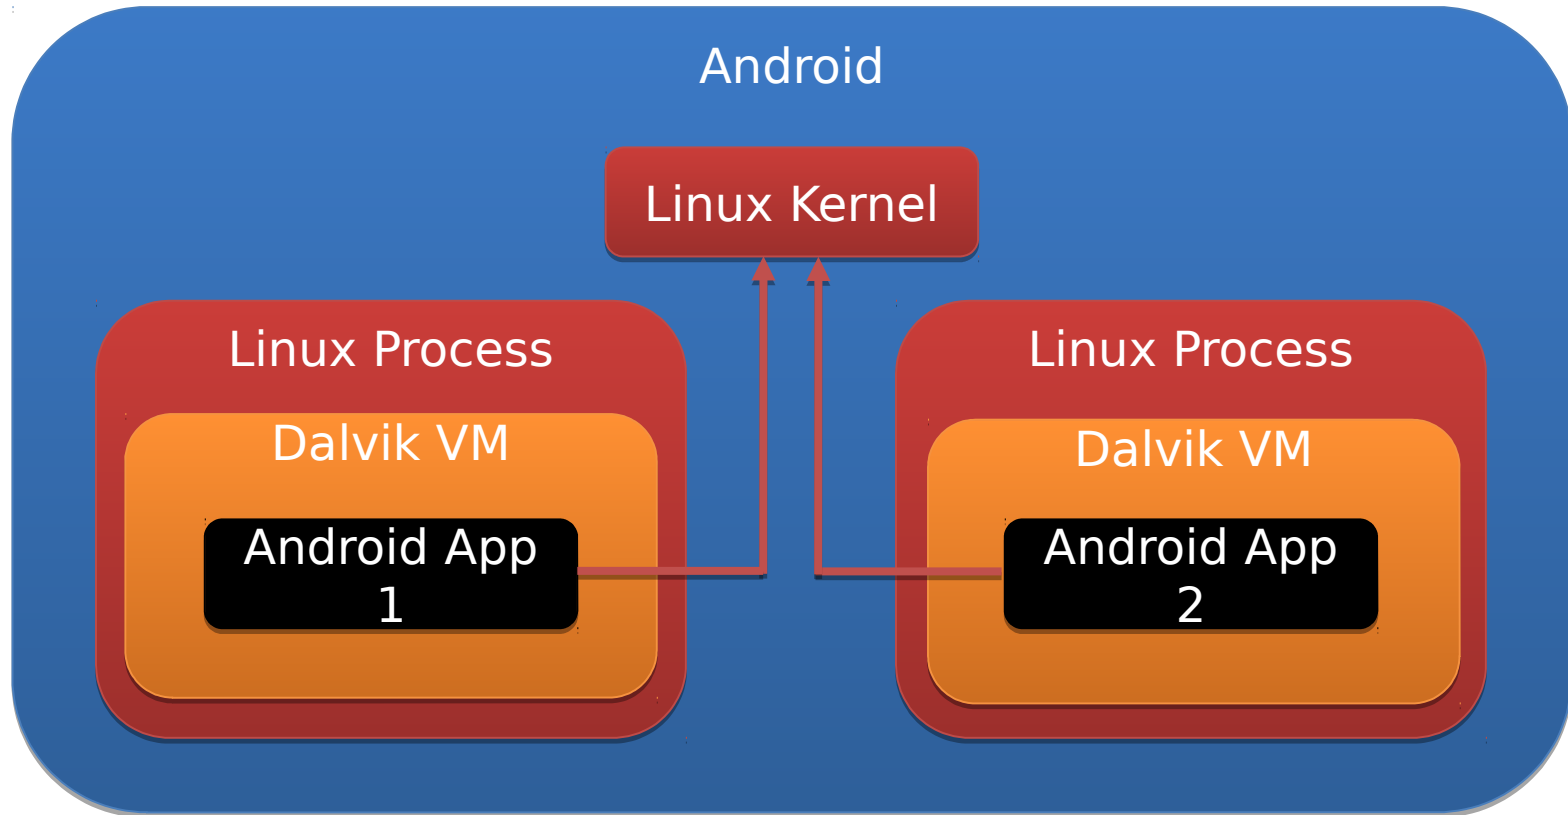 Android
Linux Kernel
Linux Process
Linux Process
Dalvik VM
Dalvik VM
Android App
1
Android App
2